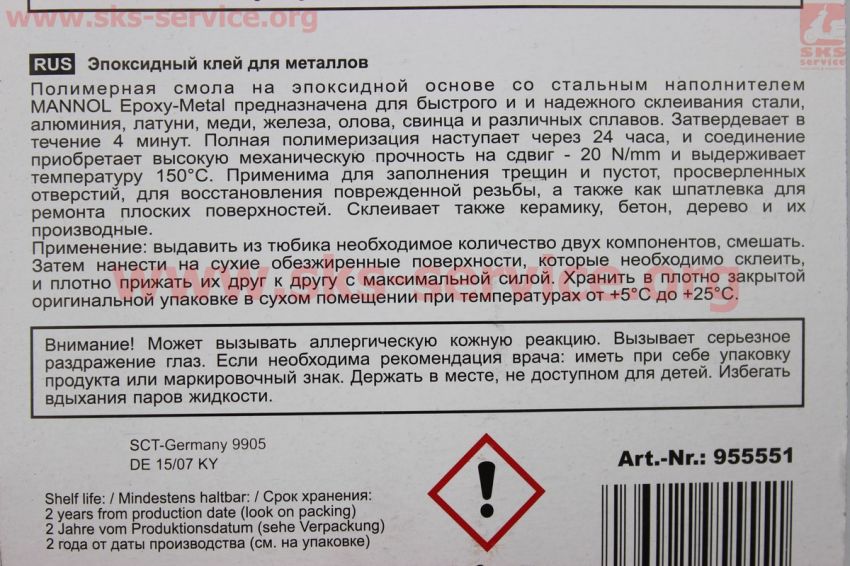 www.sks-service.org
SKS
service
RUS Эпоксидный клей для металлов
Полимерная смола на эпоксидной основе со стальным наполнителем
MANNOL Epoxy-Metal предназначена для быстрого и и надежного склеивания стали,
алюминия, латуни, меди, железа, олова, свинца и различных сплавов. Затвердевает в
течение 4 минут. Полная полимеризация наступает через 24 часа, и соединение
приобретает высокую механическую прочность на сдвиг - 20 N/mm и выдерживает
температуру 150°C. Применима для заполнения трещин и пустот, просверленных
отверстий, для восстановления поврежденной резьбы, а также как шпатлевка для
ремонта плоских поверхностей. Склеивает также керамику, бетон, дерево и их
производные.
Применение: выдавить из тюбика необходимое количество двух компонентов, смешать.
Затем нанести на сухие обезжиренные поверхности, которые необходимо склеить,
и плотно прижать их друг к другу с максимальной силой. Хранить в плотно закрытой
оригинальной упаковке в сухом помещении при температурах от +5°C до +25°C.
www.sks-service.org
Внимание! Может вызывать аллергическую кожную реакцию. Вызывает серьезное
раздражение глаз. Если необходима рекомендация врача: иметь при себе упаковку
продукта или маркировочный знак. Держать в месте, не доступном для детей. Избегать
вдыхания паров жидкости.
SCT-Germany 9905
DE 15/07 KY
Art.-Nr.: 955551
Shelf life: / Mindestens haltbar: / Срок хранения:
2 years from production date (look on packing)
2 Jahre vom Produktionsdatum (sehe Verpackung)
2 года от даты производства (см. на упаковке)